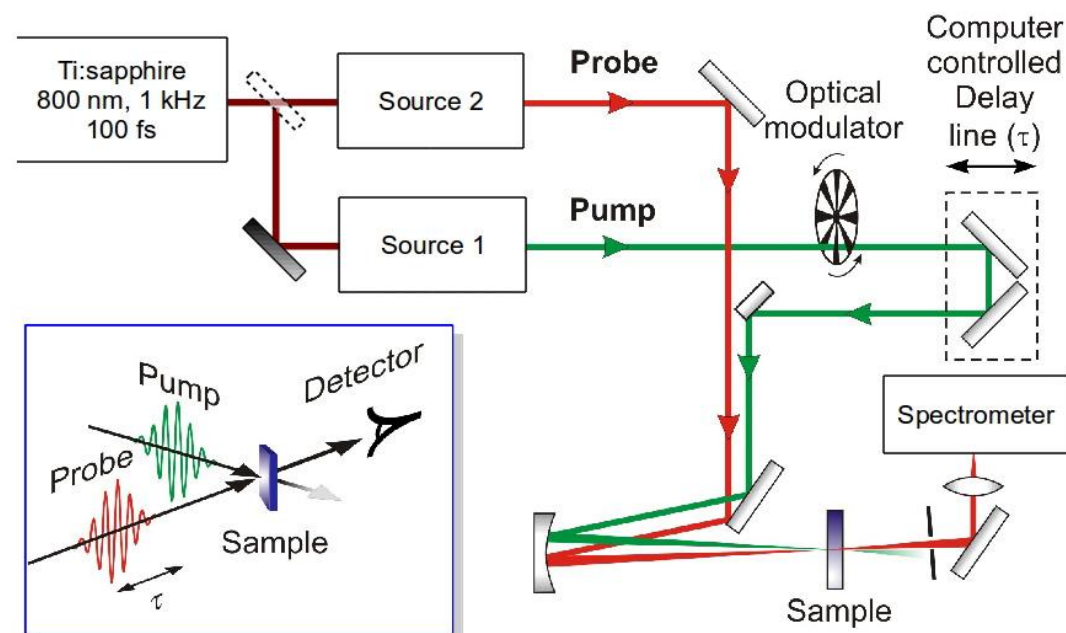 Ti:sapphire
800 nm, 1 kHz
100 fs
Source 2
Probe
Optical
modulator
Computer
controlled
Delay
line (τ)
Source 1
Pump
Pump
Detector
Probe
Sample
τ
Spectrometer
Sample